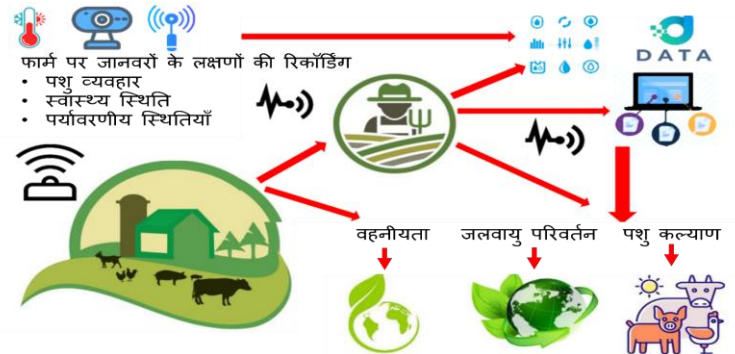 फार्म पर जानवरों के लक्षणों की रिकॉर्डिंग
• पशु व्यवहार
• स्वास्थ्य स्थिति
• पर्यावरणीय स्थितियाँ
DATA
वहनीयता
जलवायु परिवर्तन
पशु कल्याण